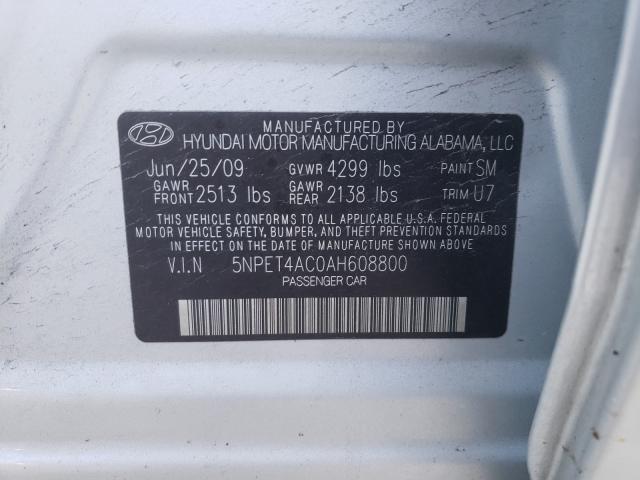 MANUFACTURED BY
HYUNDAI MOTOR MANUFACTURING ALABAMA, LLC
Jun/25/09 GVWR 4299 lbs PAINT SM
GAWR FRONT 2513 lbs GAWR REAR 2138 lbs TRIM U7
THIS VEHICLE CONFORMS TO ALL APPLICABLE U.S.A. FEDERAL
MOTOR VEHICLE SAFETY, BUMPER, AND THEFT PREVENTION
STANDARDS IN EFFECT ON THE DATE OF MANUFACTURE SHOWN ABOVE.
V.I.N 5NPET4AC0AH608800
PASSENGER CAR